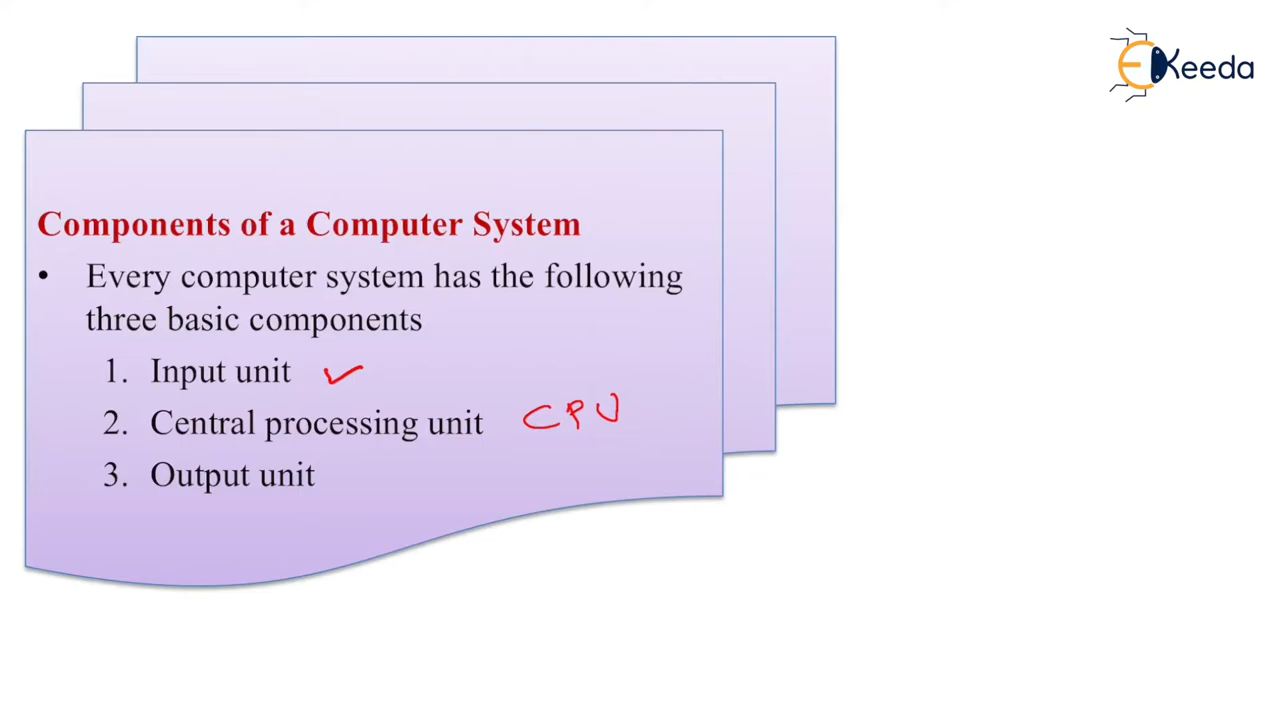 EKeeda
Components of a Computer System
• Every computer system has the following
three basic components
1. Input unit
2. Central processing unit CPU
3. Output unit